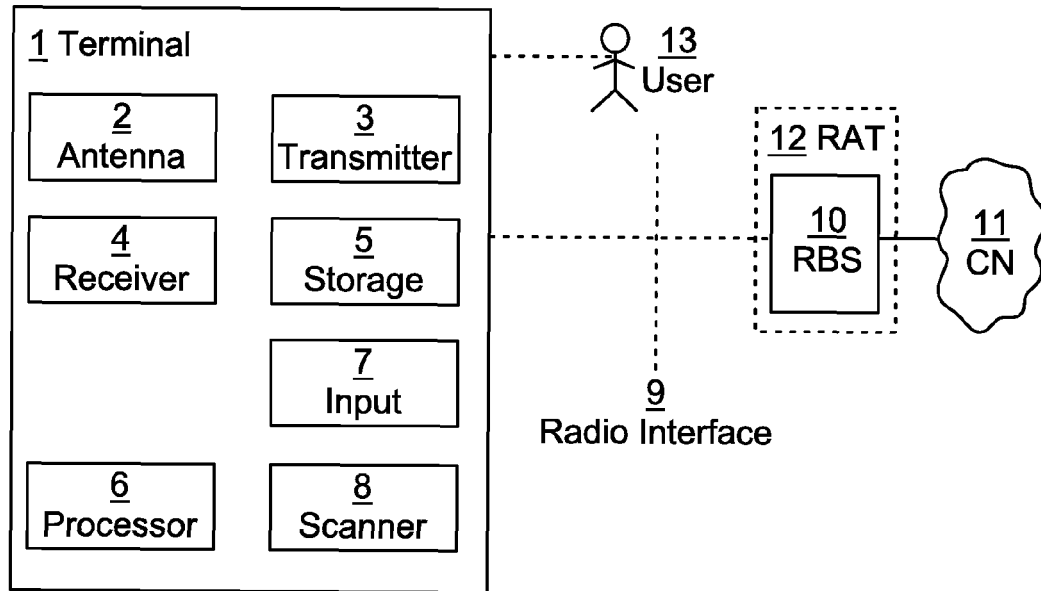 1 Terminal
2
Antenna
3
Transmitter
4
Receiver
5
Storage
7
Input
6
Processor
8
Scanner
13
User
12 RAT
10
RBS
11
CN
9
Radio Interface